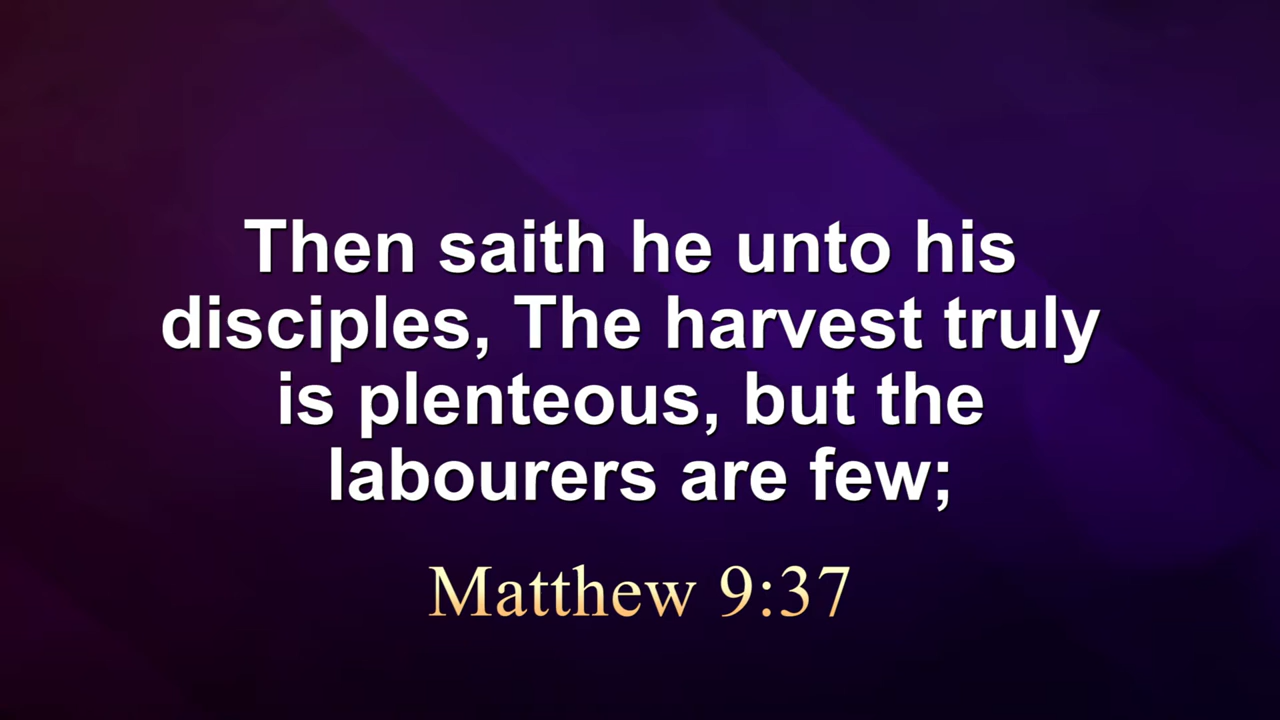 Then saith he unto his
disciples, The harvest truly
is plenteous, but the
labourers are few;
Matthew 9:37